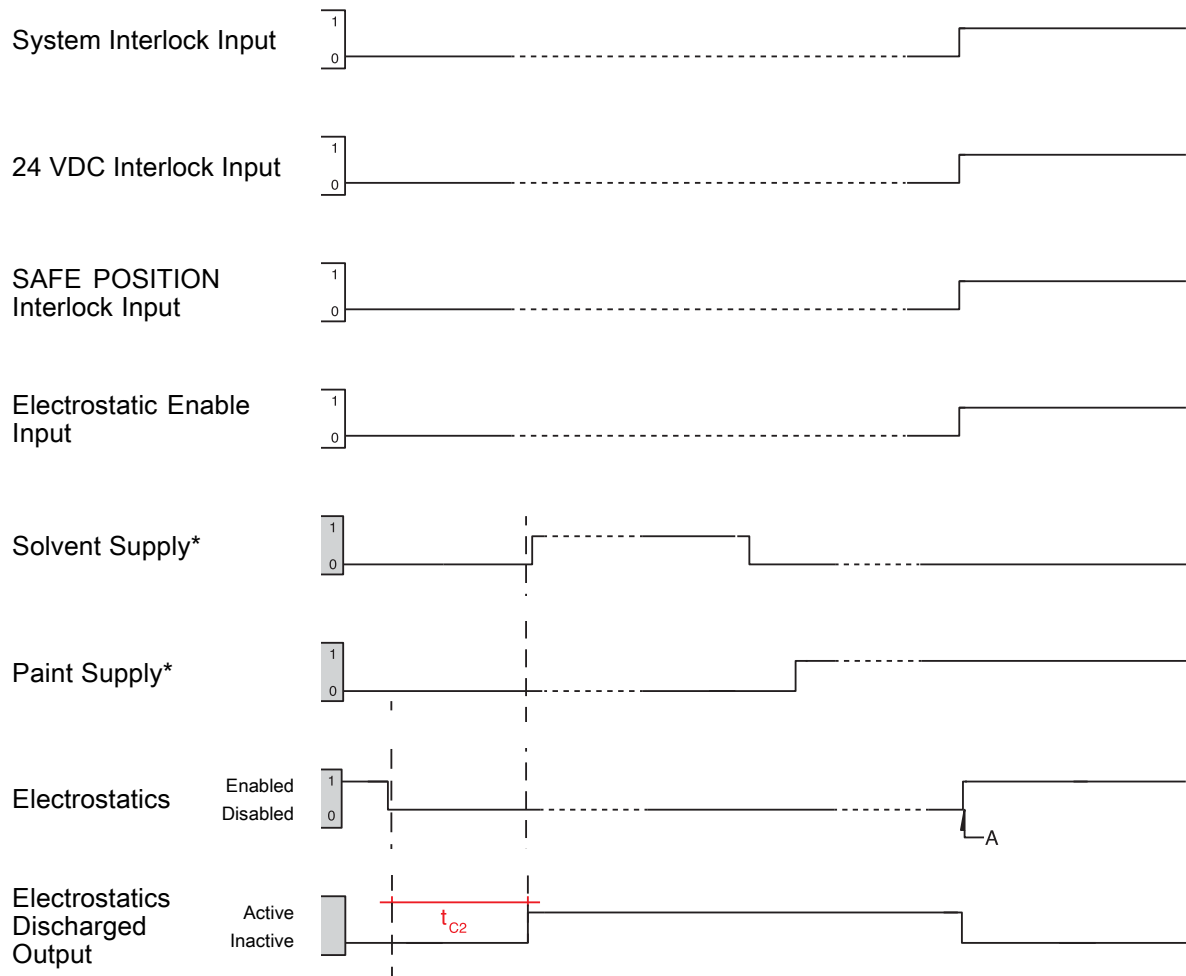 System Interlock Input
1
0
24 VDC Interlock Input
1
0
SAFE POSITION
Interlock Input
1
0
Electrostatic Enable
Input
1
0
Solvent Supply*
1
0
Paint Supply*
1
0
Electrostatics
Enabled
Disabled
1
0
A
Electrostatics
Discharged
Output
Active
Inactive
tC2